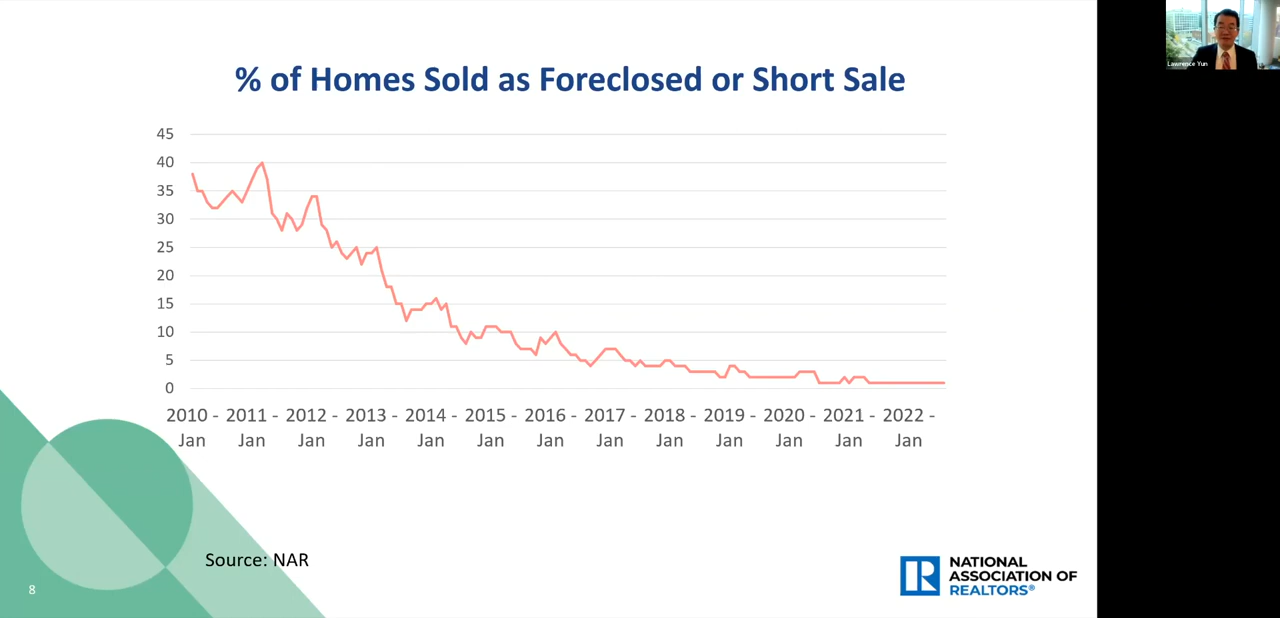 % of Homes Sold as Foreclosed or Short Sale
Lawrence Yun
45
40
35
30
25
20
15
10
5
0
2010 - 2011 - 2012 - 2013 - 2014 - 2015 - 2016 - 2017 - 2018 - 2019 - 2020 - 2021 - 2022 -
Jan Jan Jan Jan Jan Jan Jan Jan Jan Jan Jan Jan Jan
Source: NAR
8
NATIONAL
ASSOCIATION OF
REALTORS®